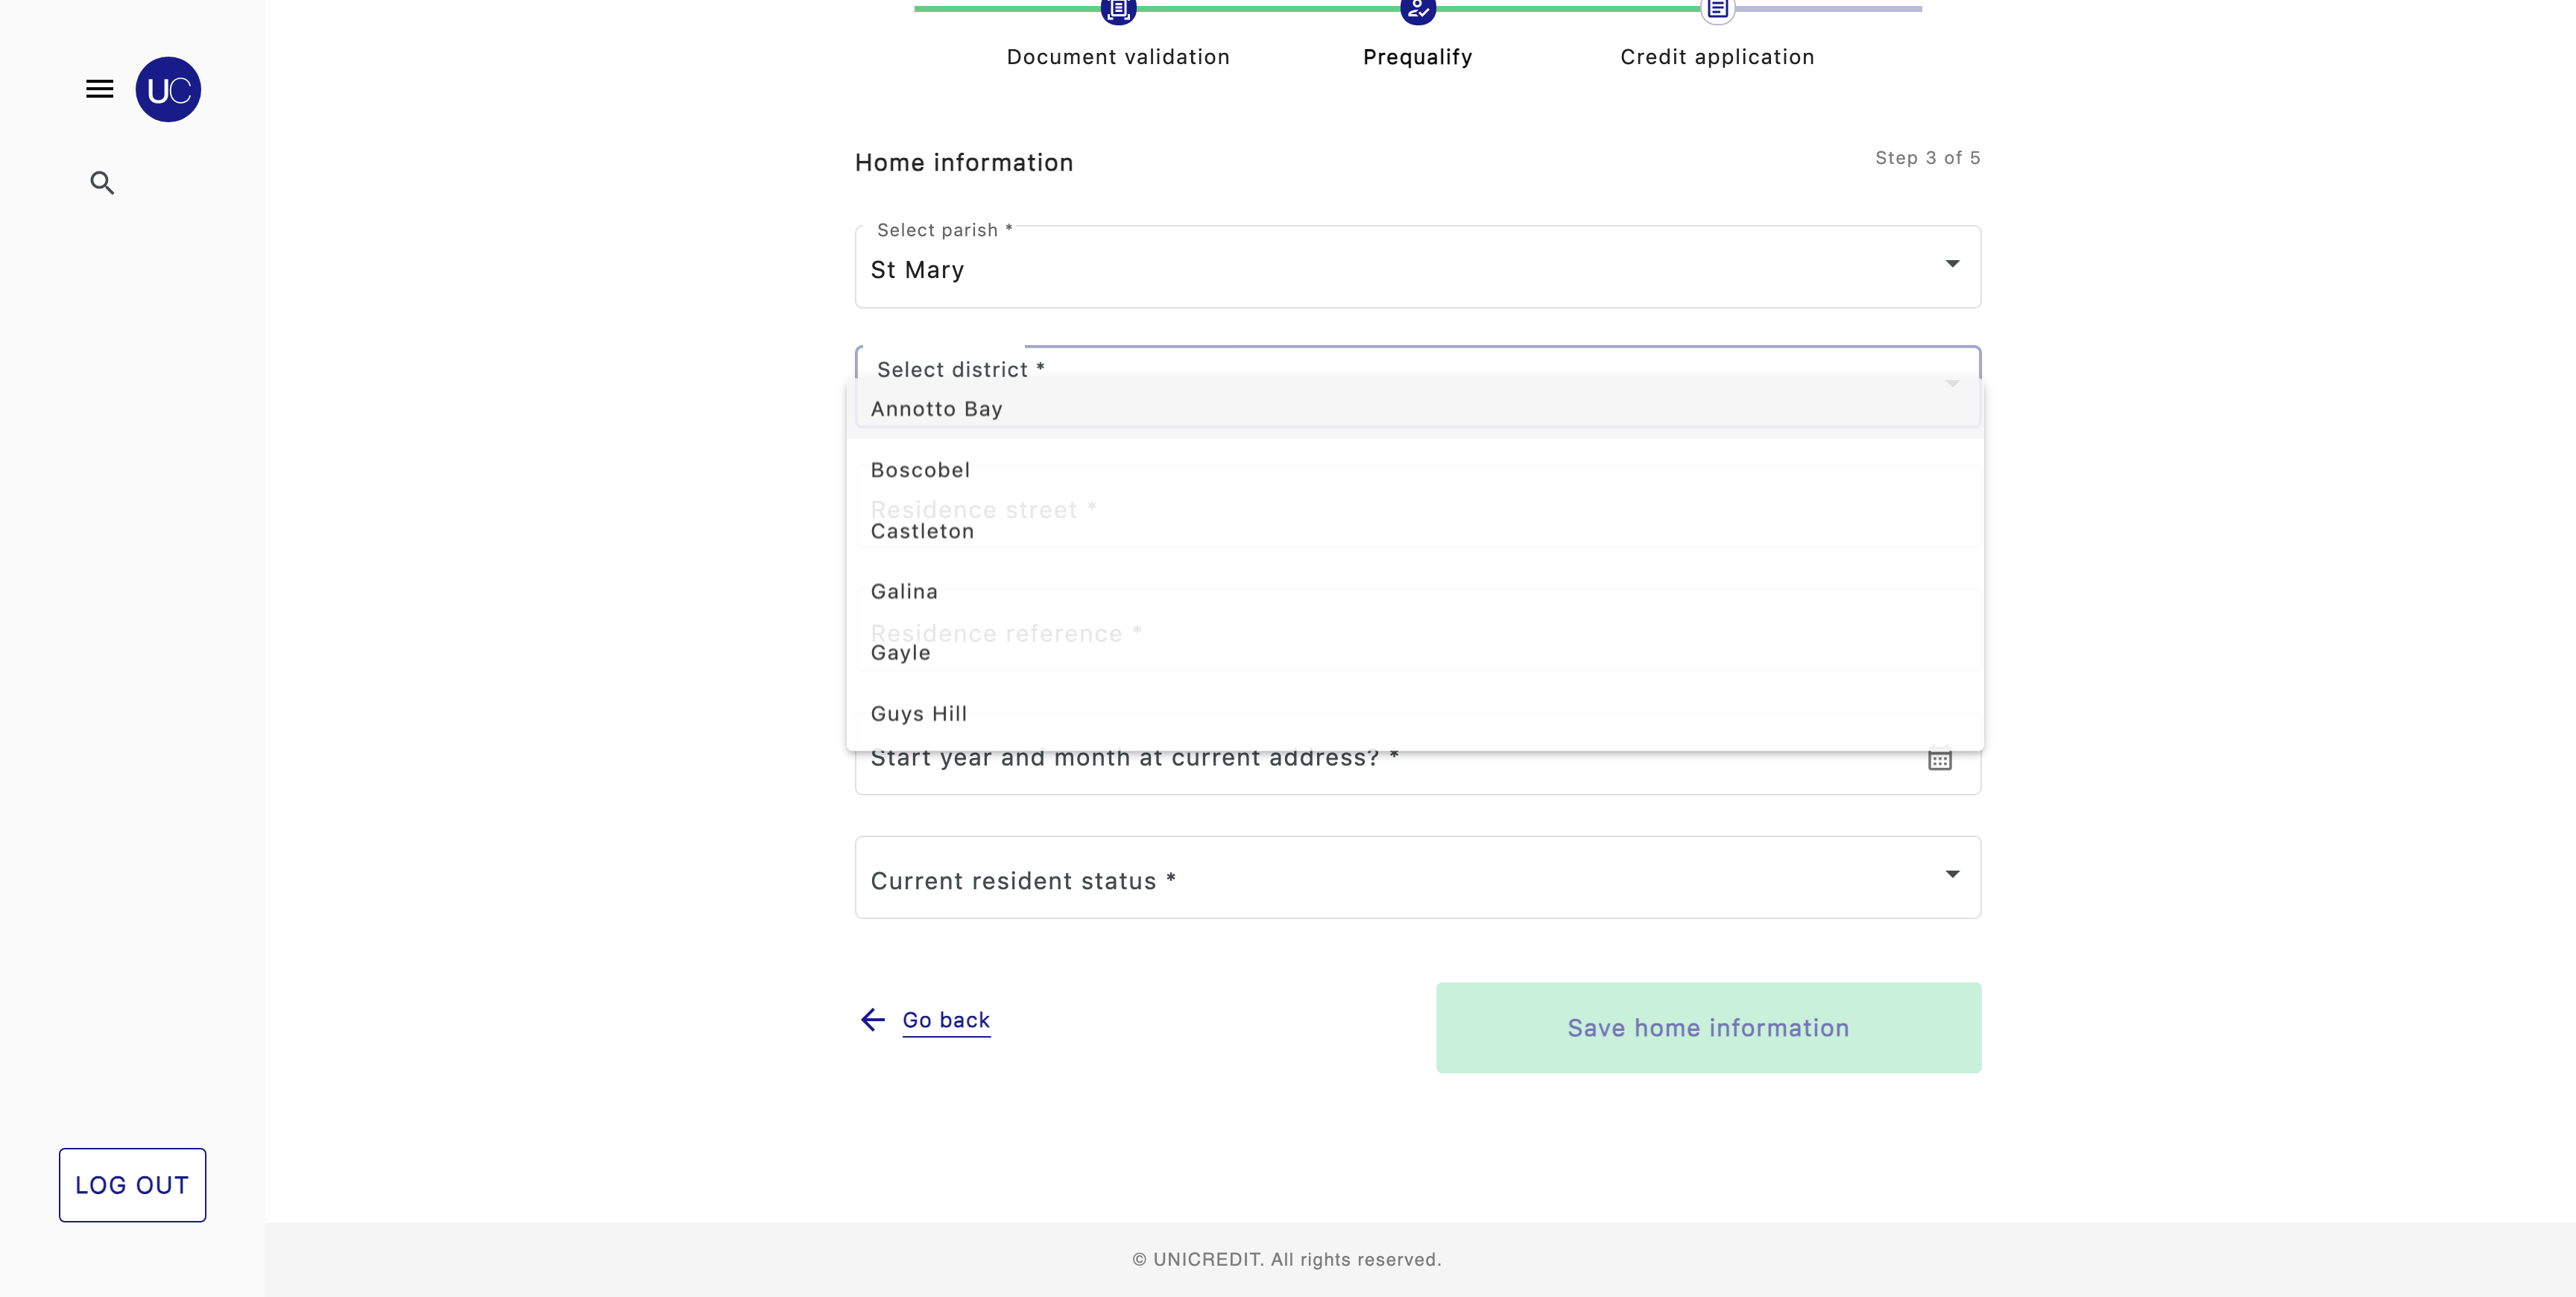 UC
Document validation
Prequalify
Credit application
Home information
Step 3 of 5
Select parish *
St Mary
Select district *
Annotto Bay
Boscobel
Residence street *
Castleton
Galina
Residence reference *
Gayle
Guys Hill
Start year and month at current address? *
Current resident status *
Go back
Save home information
LOG OUT
© UNICREDIT. All rights reserved.